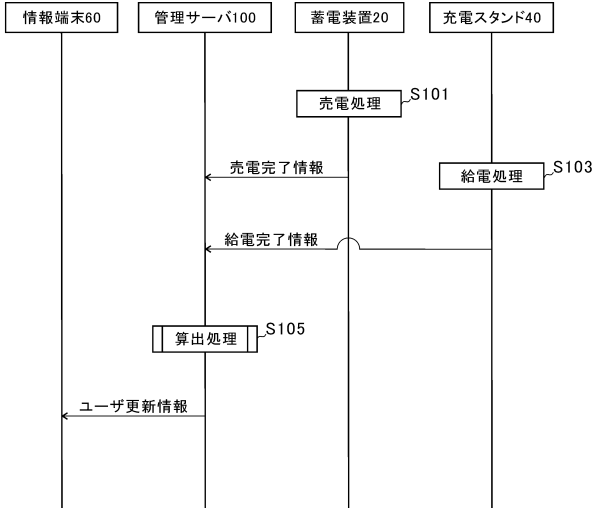 情報端末60
管理サーバ100
蓄電装置20
充電スタンド40
売電処理
S101
売電完了情報
給電処理
S103
給電完了情報
算出処理
S105
ユーザ更新情報